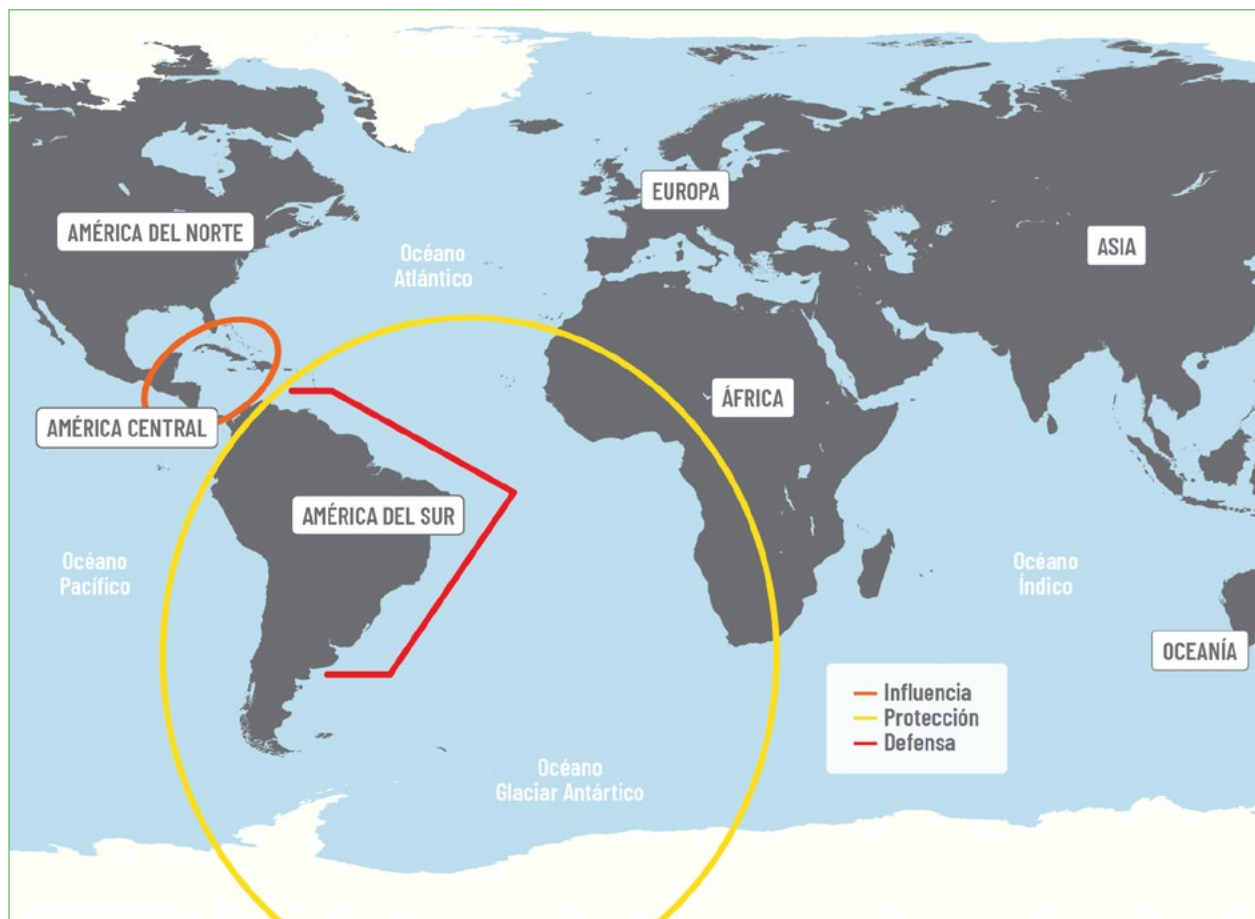 EUROPA
AMÉRICA DEL NORTE
ASIA
Océano
Atlántico
ÁFRICA
AMÉRICA CENTRAL
AMÉRICA DEL SUR
Océano
Pacífico
Océano
Índico
OCEANÍA
Influencia
Protección
Defensa
Océano
Glaciar Antártico